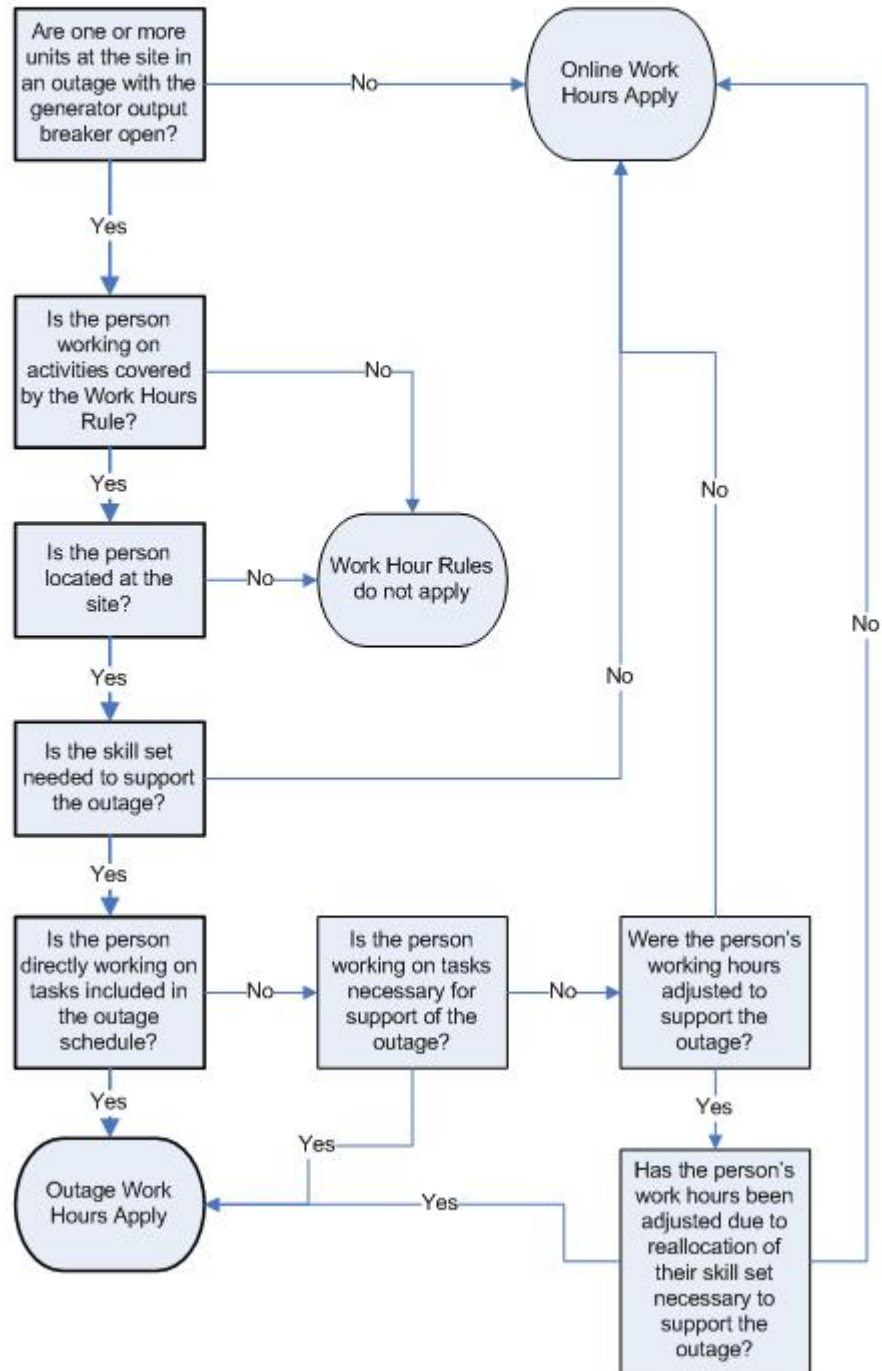 Are one or more
units at the site in
an outage with the
generator output
breaker open?
No
Online Work
Hours Apply
Yes
Is the person
working on
activities covered
by the Work Hours
Rule?
No
Yes
No
Is the person
located at the
site?
No
Work Hour Rules
do not apply
No
Yes
No
Is the skill set
needed to support
the outage?
Yes
Is the person
directly working on
tasks included in
the outage
schedule?
No
Is the person
working on tasks
necessary for
support of the
outage?
No
Were the person's
working hours
adjusted to
support the
outage?
Yes
Yes
Yes
Outage Work
Hours Apply
Yes
Has the person's
work hours been
adjusted due to
reallocation of
their skill set
necessary to
support the
outage?